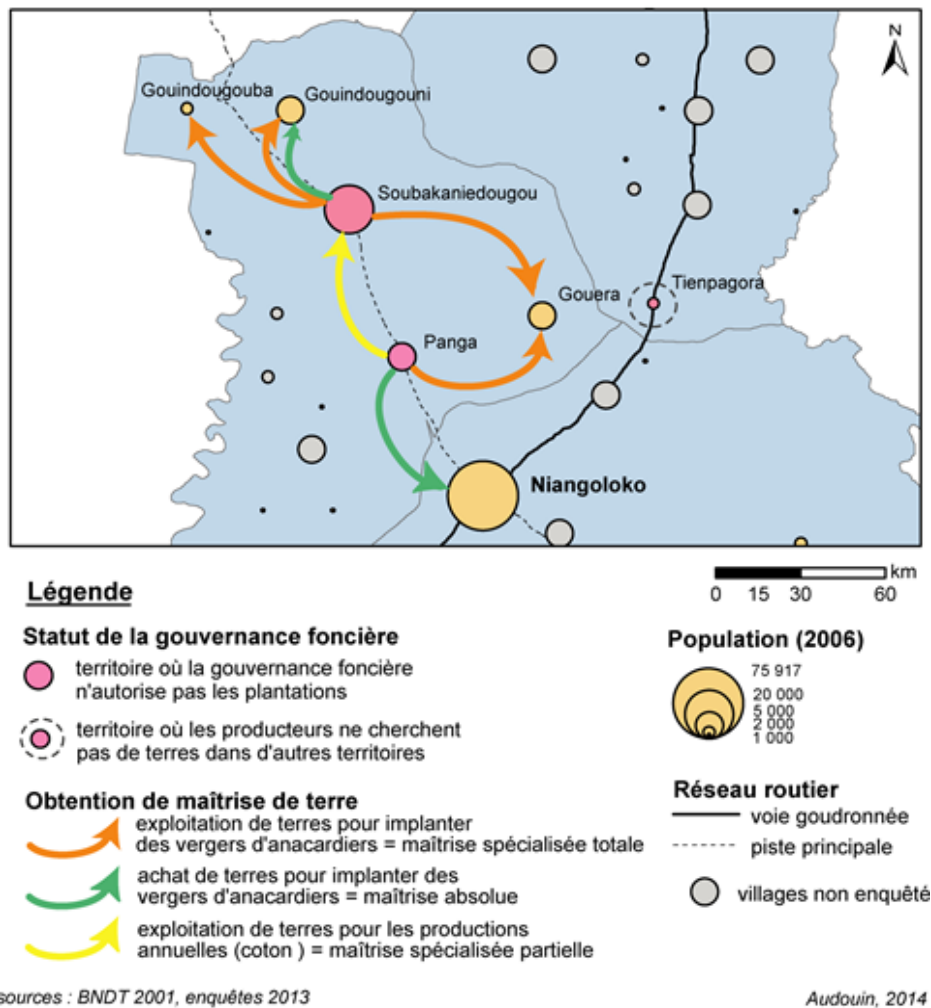 N
Gouindougouba
Gouindougouni
Soubakaniedougou
Tienpagora
Gouera
Panga
Niangoloko
km
0 15 30 60
Légende
Statut de la gouvernance foncière
territoire où la gouvernance foncière
n'autorise pas les plantations
territoire où les producteurs ne cherchent
pas de terres dans d'autres territoires
Obtention de maîtrise de terre
exploitation de terres pour implanter
des vergers d'anacardiers = maîtrise spécialisée totale
achat de terres pour implanter des
vergers d'anacardiers = maîtrise absolue
exploitation de terres pour les productions
annuelles (coton ) = maîtrise spécialisée partielle
Population (2006)
75 917
20 000
5 000
2 000
1 000
Réseau routier
voie goudronnée
piste principale
villages non enquêté
sources : BNDT 2001, enquêtes 2013
Audouin, 2014